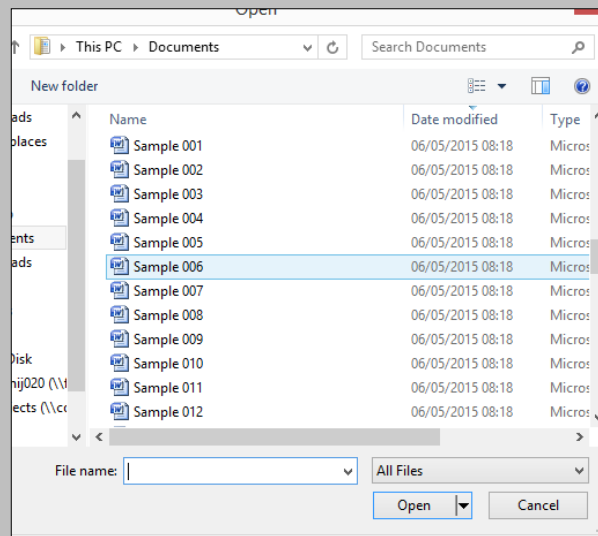 Open
This PC Documents Search Documents
New folder
Name Date modified Type
Sample 001 06/05/2015 08:18 Micros
Sample 002 06/05/2015 08:18 Micros
Sample 003 06/05/2015 08:18 Micros
Sample 004 06/05/2015 08:18 Micros
Sample 005 06/05/2015 08:18 Micros
Sample 006 06/05/2015 08:18 Micros
Sample 007 06/05/2015 08:18 Micros
Sample 008 06/05/2015 08:18 Micros
Sample 009 06/05/2015 08:18 Micros
Sample 010 06/05/2015 08:18 Micros
Sample 011 06/05/2015 08:18 Micros
Sample 012 06/05/2015 08:18 Micros
ads
places
ents
ads
Disk
nij020 (\\f
ects (\\cc
File name: All Files
Open Cancel